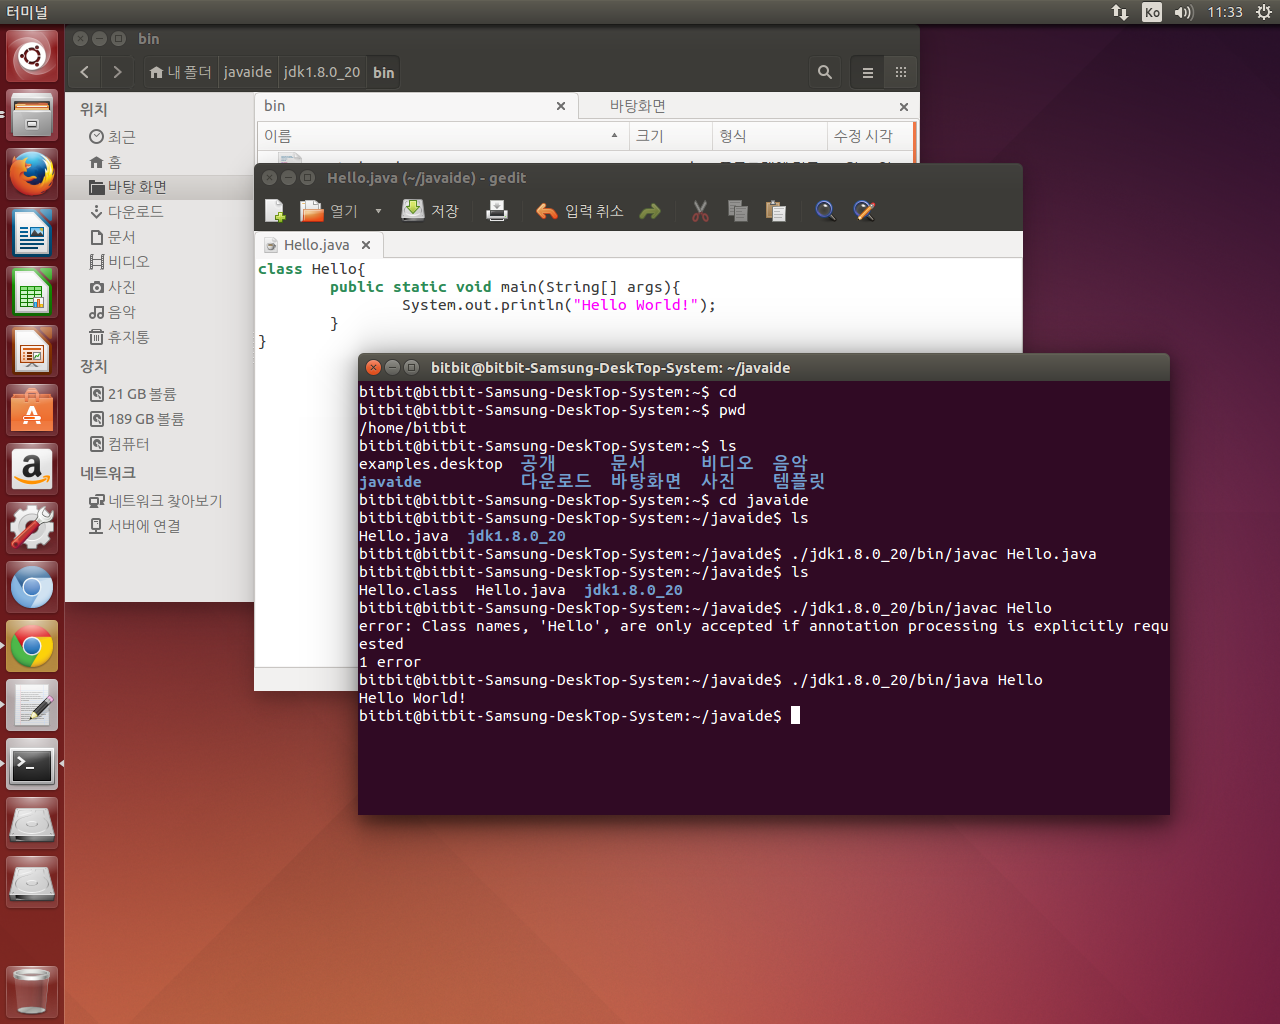 터미널
Ko
11:33
bin
내 폴더 javaide jdk1.8.0_20 bin
위치
최근
홈
바탕 화면
다운로드
문서
비디오
사진
음악
휴지통
장치
21 GB 볼륨
189 GB 볼륨
컴퓨터
네트워크
네트워크 찾아보기
서버에 연결
bin
바탕화면
이름 크기 형식 수정 시각
Hello.java (~/javaide) - gedit
열기 저장 입력 취소
Hello.java
class Hello{
public static void main(String[] args){
System.out.println("Hello World!");
}
}
bitbit@bitbit-Samsung-DeskTop-System: ~/javaide
bitbit@bitbit-Samsung-DeskTop-System:~$ cd
bitbit@bitbit-Samsung-DeskTop-System:~$ pwd
/home/bitbit
bitbit@bitbit-Samsung-DeskTop-System:~$ ls
examples.desktop 공개 문서 비디오 음악
javaide 다운로드 바탕화면 사진 템플릿
bitbit@bitbit-Samsung-DeskTop-System:~$ cd javaide
bitbit@bitbit-Samsung-DeskTop-System:~/javaide$ ls
Hello.java jdk1.8.0_20
bitbit@bitbit-Samsung-DeskTop-System:~/javaide$ ./jdk1.8.0_20/bin/javac Hello.java
bitbit@bitbit-Samsung-DeskTop-System:~/javaide$ ls
Hello.class Hello.java jdk1.8.0_20
bitbit@bitbit-Samsung-DeskTop-System:~/javaide$ ./jdk1.8.0_20/bin/javac Hello
error: Class names, 'Hello', are only accepted if annotation processing is explicitly requ
ested
1 error
bitbit@bitbit-Samsung-DeskTop-System:~/javaide$ ./jdk1.8.0_20/bin/java Hello
Hello World!
bitbit@bitbit-Samsung-DeskTop-System:~/javaide$